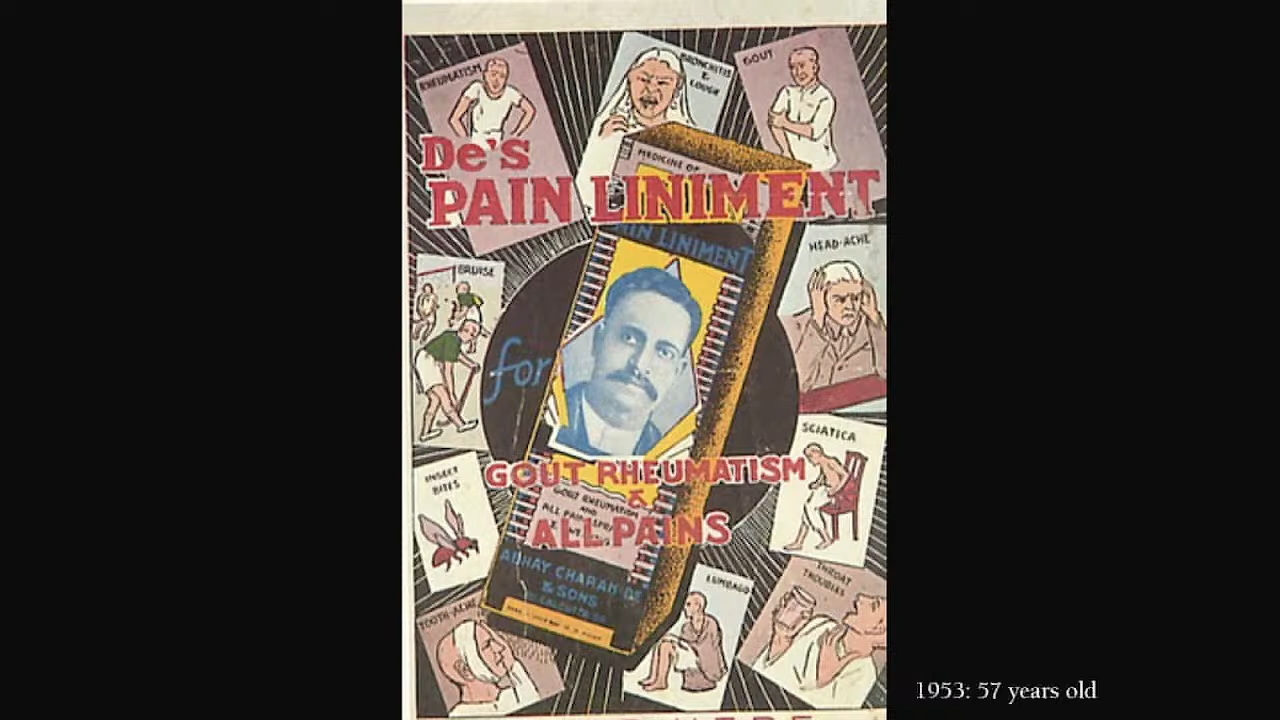 RHEUMATISM
BRONCHITIS
&
COUGH
GOUT
De's
MEDICINE OF
PAIN LINIMENT
PAIN LINIMENT
BRUISE
HEAD-ACHE
for
SCIATICA
GOUT RHEUMATISM
&
ALL PAINS
INSECT
BITES
GOUT RHEUMATISM
AND
ALL PAINS
ABHAY CHARAN DE
& SONS
THROAT
TROUBLES
LUMBAGO
TOOTH-ACHE
1953: 57 years old